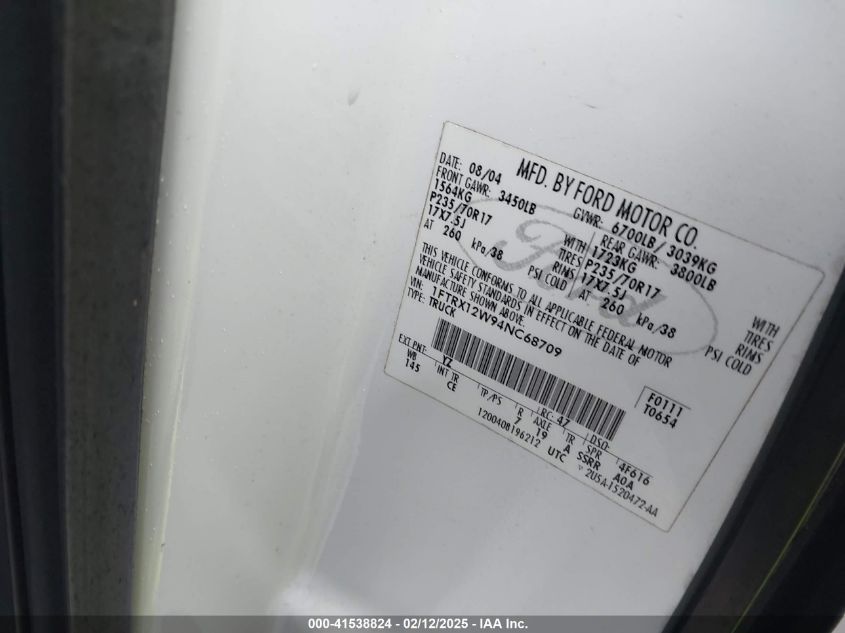 MFD. BY FORD MOTOR CO.
DATE: 08/04 GVWR: 6700LB/ 3039KG
FRONT GAWR: 3450LB REAR GAWR: 3800LB
1564KG WITH 1723KG WITH
P235/70R17 TIRES P235/70R17 TIRES
17X7.5J RIMS 17X7.5J RIMS
AT 260 kPa/38 PSI COLD AT 260 kPa/38 PSI COLD
THIS VEHICLE CONFORMS TO ALL APPLICABLE FEDERAL MOTOR
VEHICLE SAFETY STANDARDS IN EFFECT ON THE DATE OF
MANUFACTURE SHOWN ABOVE.
VIN: 1FTRX12W94NC68709
TYPE: TRUCK
F0111
T0654
EXT PNT: YZ RC: 47 DSO:
WB INT TR TP/PS R AXLE TR SPR 4F616
145 CE 7 19 A SSRR A0A
1200408196212 UTC
▽ 2U5A-1520472-AA
Ford
000-41538824 - 02/12/2025 - IAA Inc.